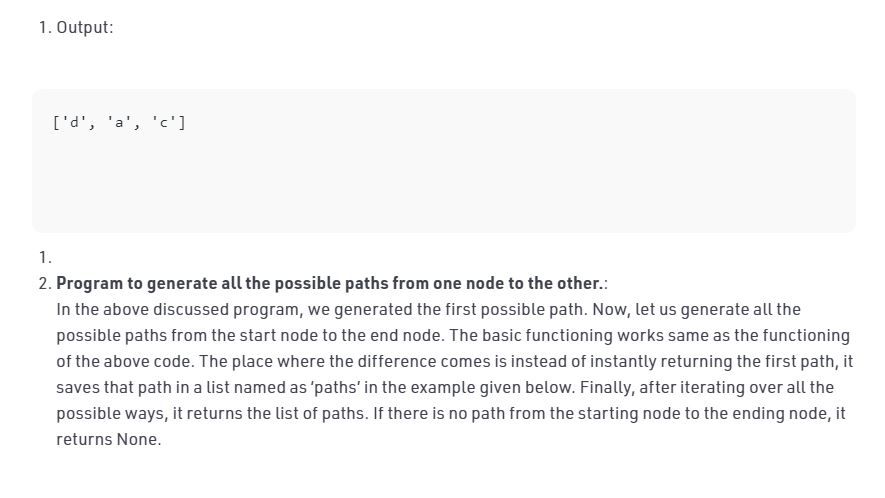 1. Output:
['d', 'a', 'c']
1.
2. Program to generate all the possible paths from one node to the other.:
In the above discussed program, we generated the first possible path. Now, let us generate all the
possible paths from the start node to the end node. The basic functioning works same as the functioning
of the above code. The place where the difference comes is instead of instantly returning the first path, it
saves that path in a list named as ‘paths’ in the example given below. Finally, after iterating over all the
possible ways, it returns the list of paths. If there is no path from the starting node to the ending node, it
returns None.